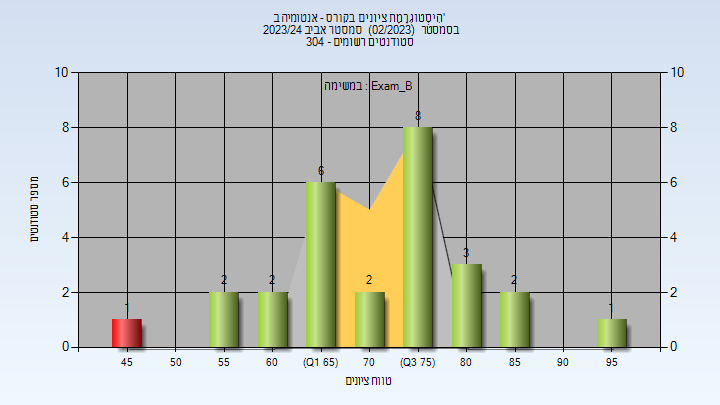 היסטוגרמת ציונים בקורס - אנטומיה ב'
בסמסטר (02/2023) סמסטר אביב 2023/24
סטודנטים רשומים - 304
במשימה : Exam_B
מספר סטודנטים
10 10
8 8
6 6
4 4
2 2
0 0
1 2 2 6 2 8 3 2 1
45 50 55 60 (Q1 65) 70 (Q3 75) 80 85 90 95
טווח ציונים